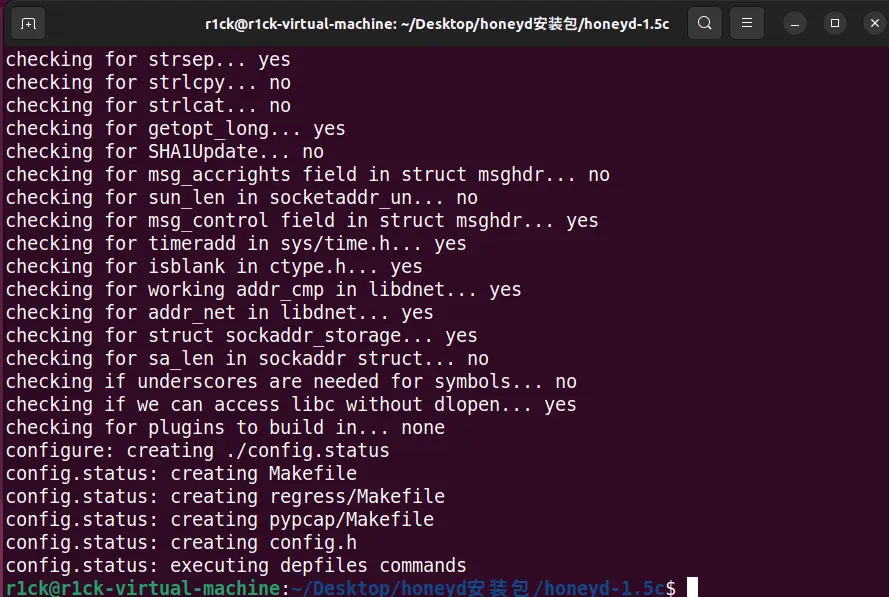 r1ck@r1ck-virtual-machine: ~/Desktop/honeyd安装包/honeyd-1.5c
checking for strsep... yes
checking for strlcpy... no
checking for strlcat... no
checking for getopt_long... yes
checking for SHA1Update... no
checking for msg_accrights field in struct msghdr... no
checking for sun_len in socketaddr_un... no
checking for msg_control field in struct msghdr... yes
checking for timeradd in sys/time.h... yes
checking for isblank in ctype.h... yes
checking for working addr_cmp in libdnet... yes
checking for addr_net in libdnet... yes
checking for struct sockaddr_storage... yes
checking for sa_len in sockaddr struct... no
checking if underscores are needed for symbols... no
checking if we can access libc without dlopen... yes
checking for plugins to build in... none
configure: creating ./config.status
config.status: creating Makefile
config.status: creating regress/Makefile
config.status: creating pypcap/Makefile
config.status: creating config.h
config.status: executing depfiles commands
r1ck@r1ck-virtual-machine:~/Desktop/honeyd安装包/honeyd-1.5c$